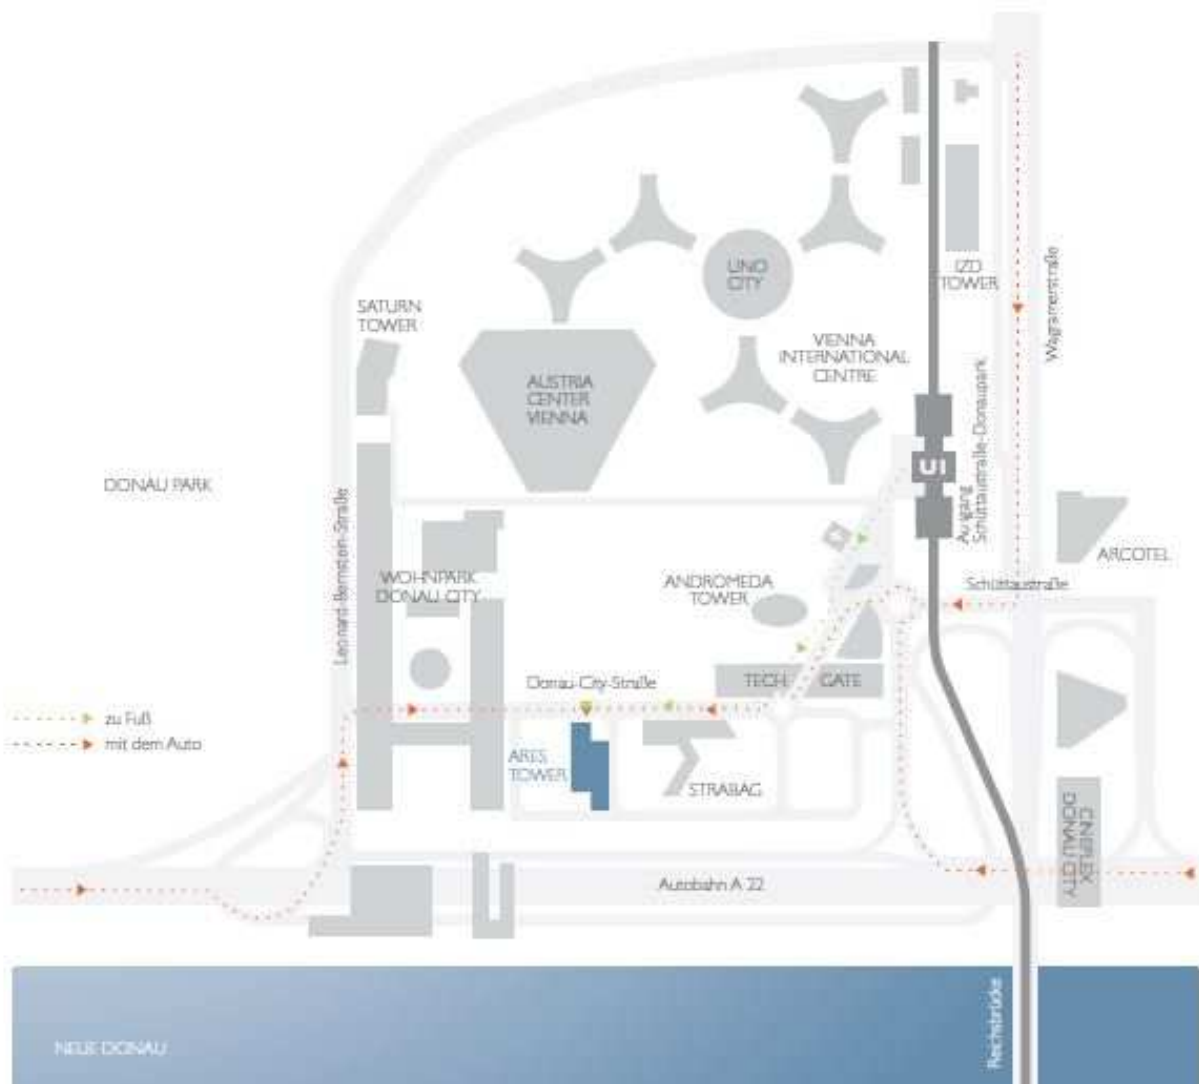 UNO
CITY
IZD
TOWER
Wagramerstraße
SATURN
TOWER
VIENNA
INTERNATIONAL
CENTRE
AUSTRIA
CENTER
VIENNA
U1
Aufgang
Schüttaustraße-Donaupark
DONAU PARK
Leonard-Bernstein-Straße
ARCOTEL
WOHNPARK
DONAU CITY
ANDROMEDA
TOWER
Schüttaustraße
Donau-City-Straße
TECH GATE
zu Fuß
mit dem Auto
ARES
TOWER
STRABAG
CINEPLEX
DONAU CITY
Autobahn A 22
Reichsbrücke
NEUE DONAU